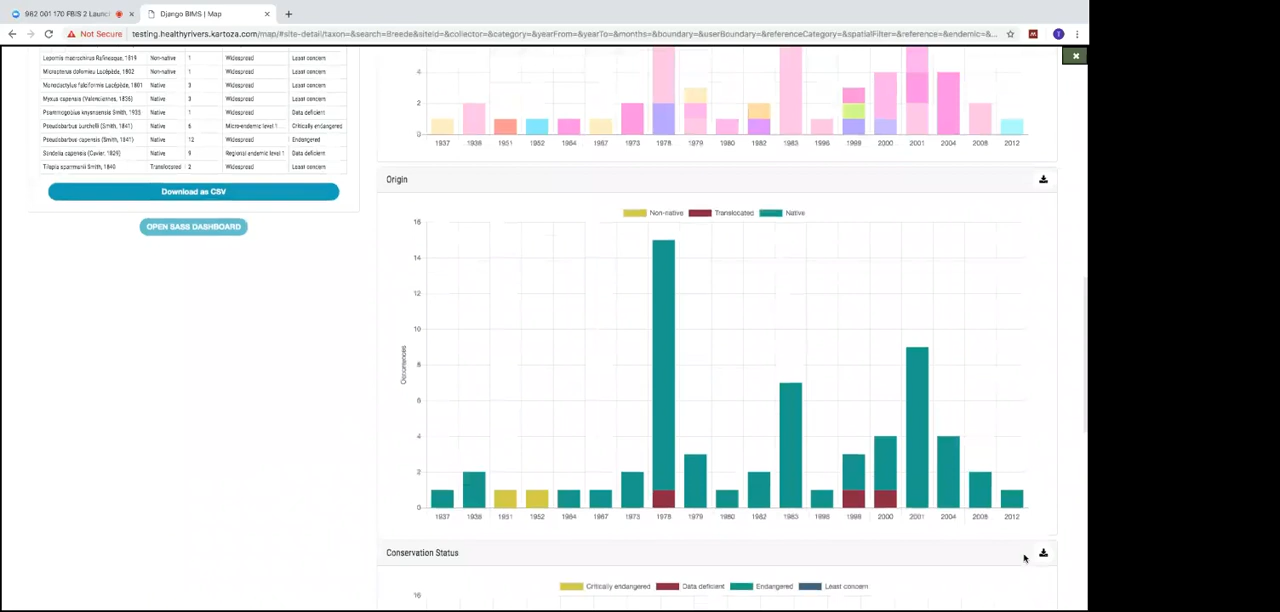 982 001 170 FBIS 2 Launch
Django BIMS | Map
Not Secure testing.healthyrivers.kartoza.com/map/#site-detail/taxon=&search=Breede&siteId=&collector=&category=&yearFrom=&yearTo=&months=&boundary=&userBoundary=&referenceCategory=&spatialFilter=&reference=&endemic=&...
Lepomis macrochirus Rafinesque, 1819 Non-native 1 Widespread Least concern
Micropterus dolomieu Lacépède, 1802 Non-native 1 Widespread Least concern
Monodactylus falciformis Lacépède, 1801 Native 3 Widespread Least concern
Myxus capensis (Valenciennes, 1836) Native 3 Widespread Least concern
Psammogobius knysnaensis Smith, 1935 Native 1 Widespread Data deficient
Pseudobarbus burchelli (Smith, 1841) Native 6 Micro-endemic level 1 ... Critically endangered
Pseudobarbus capensis (Smith, 1841) Native 12 Widespread Endangered
Sandelia capensis (Cuvier, 1829) Native 9 Regional endemic level 1 Data deficient
Tilapia sparrmanii Smith, 1840 Translocated 2 Widespread Least concern
Download as CSV
OPEN SASS DASHBOARD
4
2
0
1937 1938 1951 1952 1964 1967 1975 1978 1979 1980 1982 1983 1996 1998 2000 2001 2004 2008 2012
Origin
Non-native Translocated Native
16
14
12
10
8
6
4
2
0
Occurrences
1937 1938 1951 1952 1964 1967 1975 1978 1979 1980 1982 1983 1996 1998 2000 2001 2004 2008 2012
Conservation Status
Critically endangered Data deficient Endangered Least concern
16